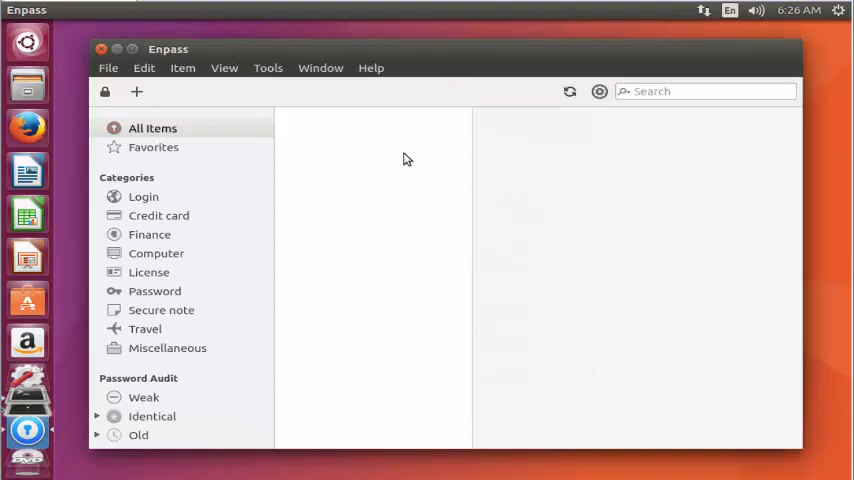 Enpass
En
6:26 AM
Enpass
File Edit Item View Tools Window Help
Search
All Items
Favorites
Categories
Login
Credit card
Finance
Computer
License
Password
Secure note
Travel
Miscellaneous
Password Audit
Weak
Identical
Old